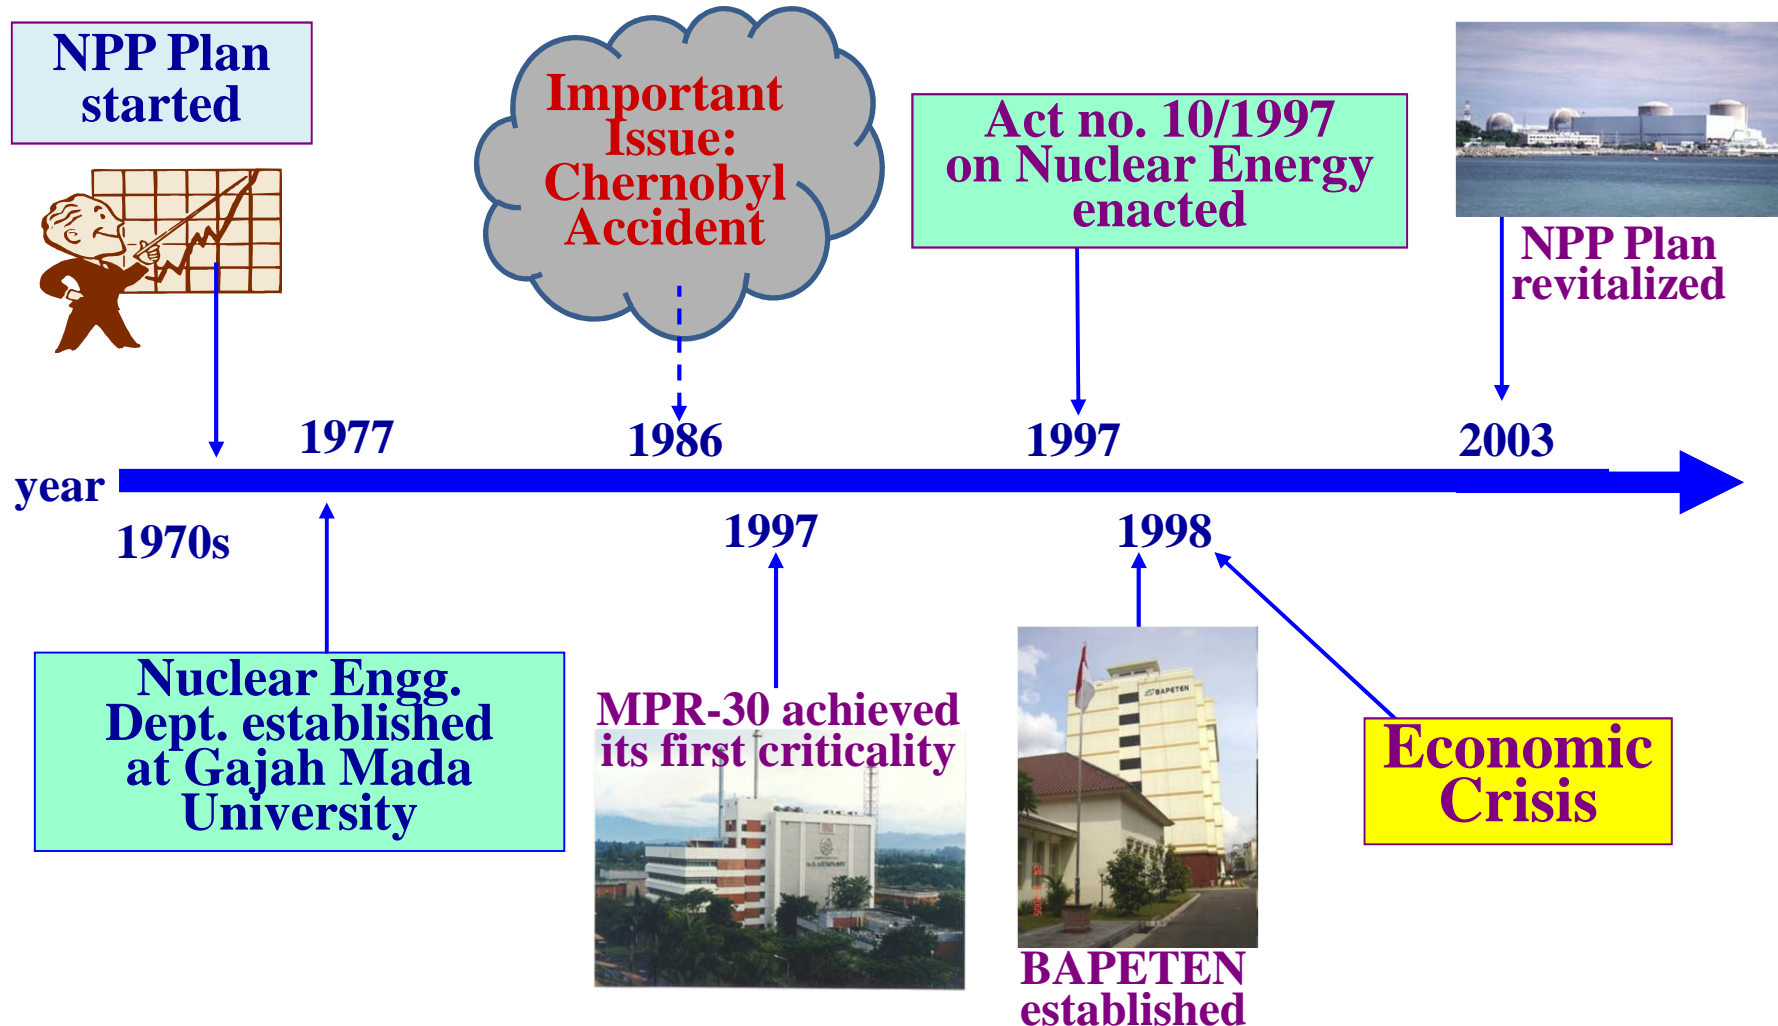 NPP Plan
started
Important
Issue:
Chernobyl
Accident
Act no. 10/1997
on Nuclear Energy
enacted
NPP Plan
revitalized
1977
1986
1997
2003
year
1970s
1997
1998
Nuclear Engg.
Dept. established
at Gajah Mada
University
MPR-30 achieved
its first criticality
BAPETEN
BAPETEN
established
Economic
Crisis